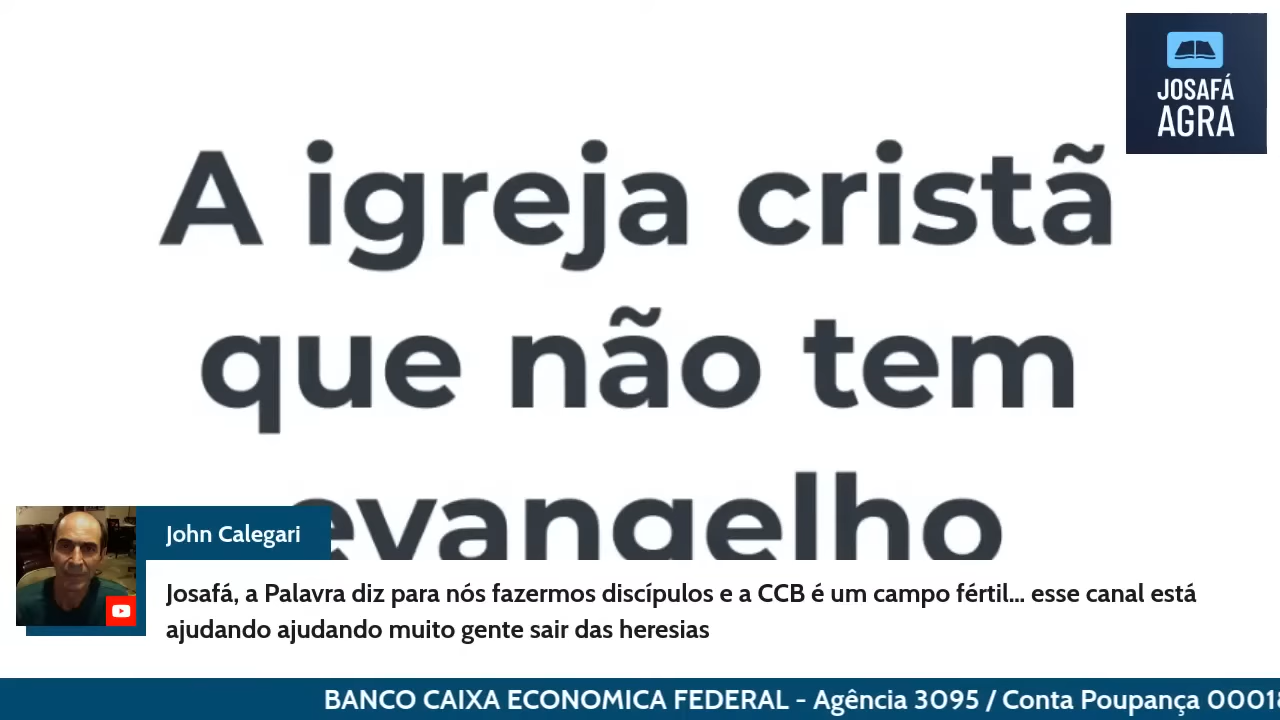 JOSAFÁ
AGRA
A igreja cristã
que não tem
evangelho
John Calegari
Josafá, a Palavra diz para nós fazermos discípulos e a CCB é um campo fértil... esse canal está
ajudando ajudando muito gente sair das heresias
BANCO CAIXA ECONOMICA FEDERAL - Agência 3095 / Conta Poupança 00018